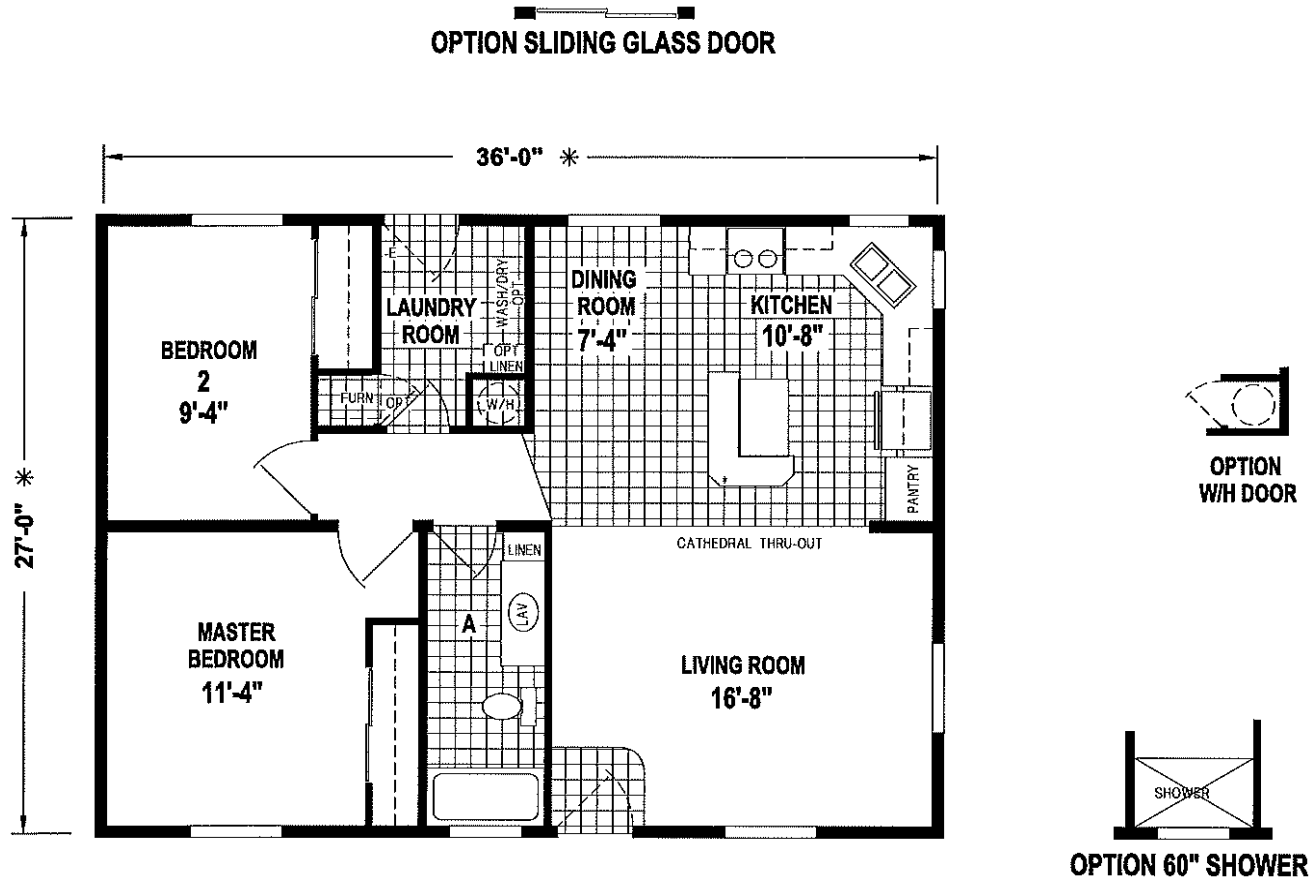 OPTION SLIDING GLASS DOOR
36'-0" ✳
27'-0" ✳
BEDROOM
2
9'-4"
LAUNDRY
ROOM
WASH/DRY
OPT
OPT
LINEN
FURN
OPT
W/H
DINING
ROOM
7'-4"
KITCHEN
10'-8"
PANTRY
CATHEDRAL THRU-OUT
MASTER
BEDROOM
11'-4"
LINEN
LAV
A
LIVING ROOM
16'-8"
OPTION
W/H DOOR
SHOWER
OPTION 60" SHOWER